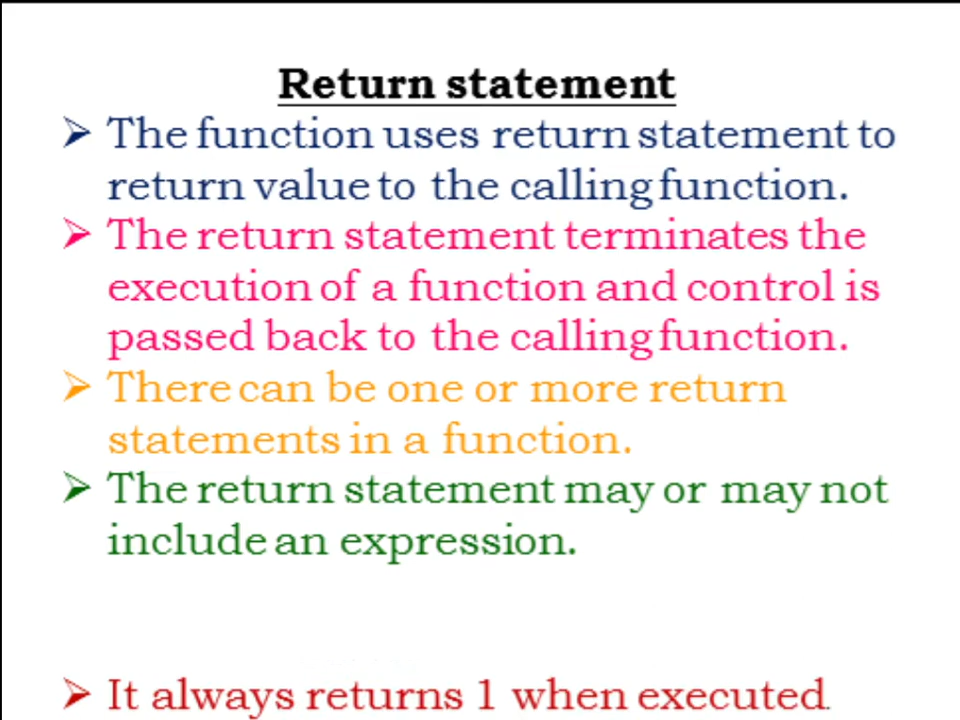 Return statement
➢ The function uses return statement to
return value to the calling function.
➢ The return statement terminates the
execution of a function and control is
passed back to the calling function.
➢ There can be one or more return
statements in a function.
➢ The return statement may or may not
include an expression.
➢ It always returns 1 when executed.